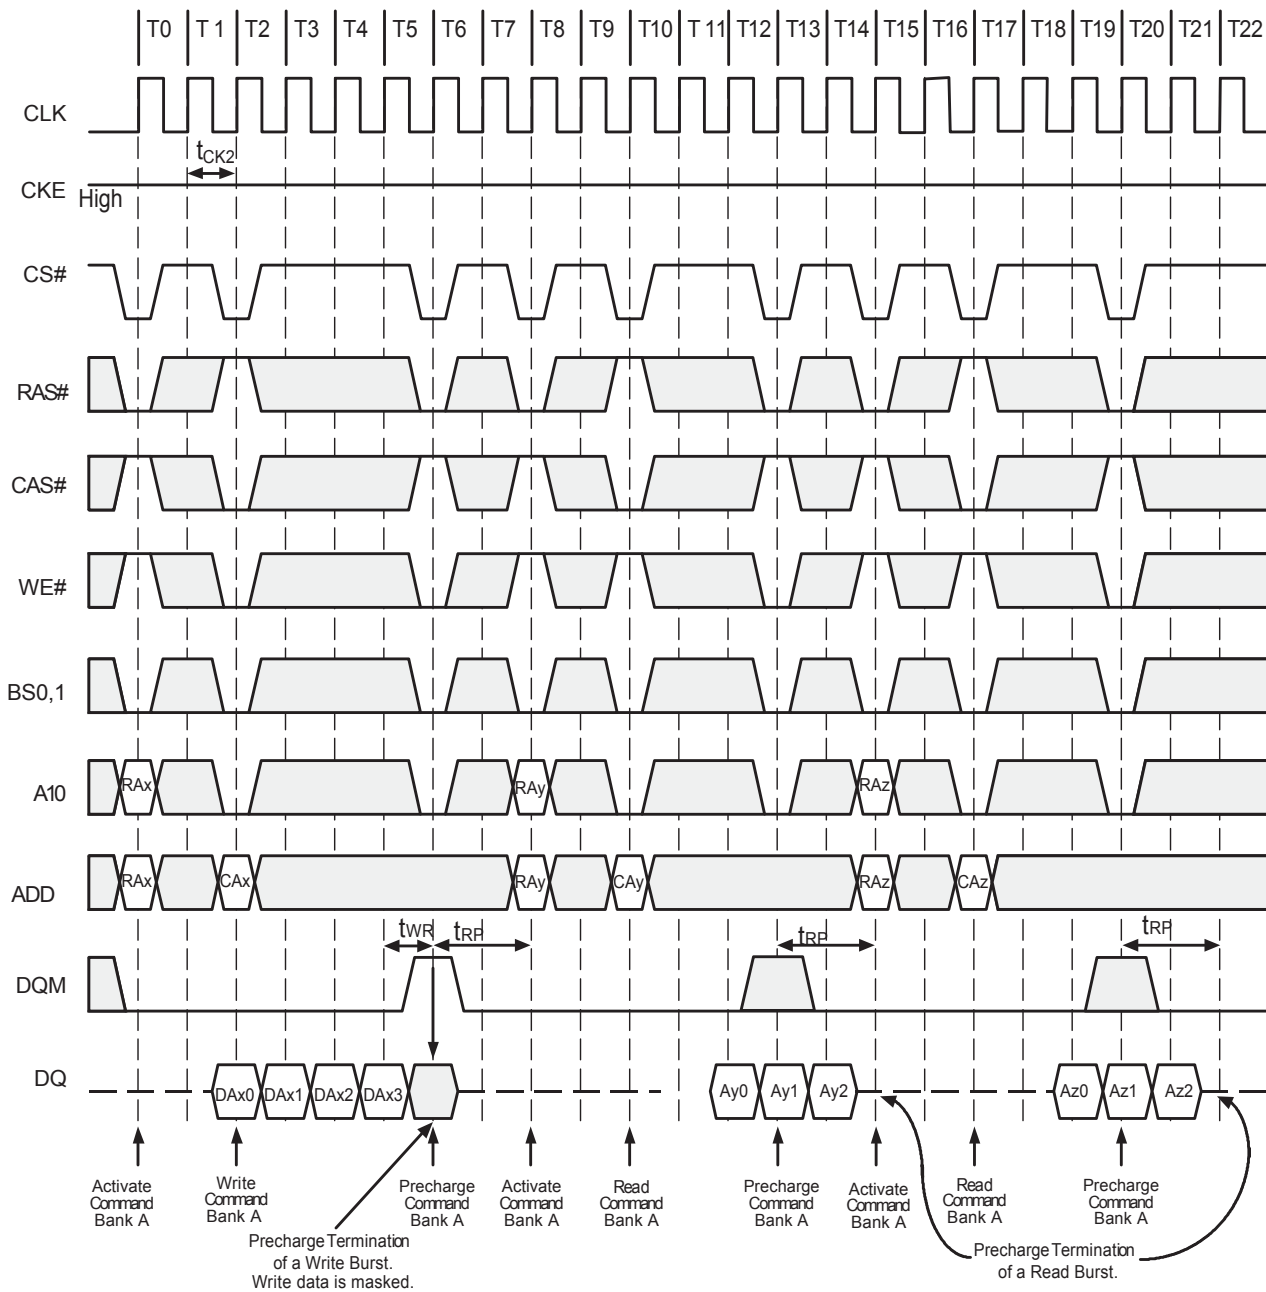 T0 T 1 T2 T3 T4 T5 T6 T7 T8 T9 T10 T 11 T12 T13 T14 T15 T16 T17 T18 T19 T20 T21 T22
CLK
tCK2
CKE High
CS#
RAS#
CAS#
WE#
BS0,1
A10 RAx RAy RAz
ADD RAx CAx RAy CAy RAz CAz
tWR tRP tRP tRP
DQM
DQ DAx0 DAx1 DAx2 DAx3 Ay0 Ay1 Ay2 Az0 Az1 Az2
Activate
Command
Bank A
Write
Command
Bank A
Precharge
Command
Bank A
Activate
Command
Bank A
Read
Command
Bank A
Precharge
Command
Bank A
Activate
Command
Bank A
Read
Command
Bank A
Precharge
Command
Bank A
Precharge Termination
of a Write Burst.
Write data is masked.
Precharge Termination
of a Read Burst.